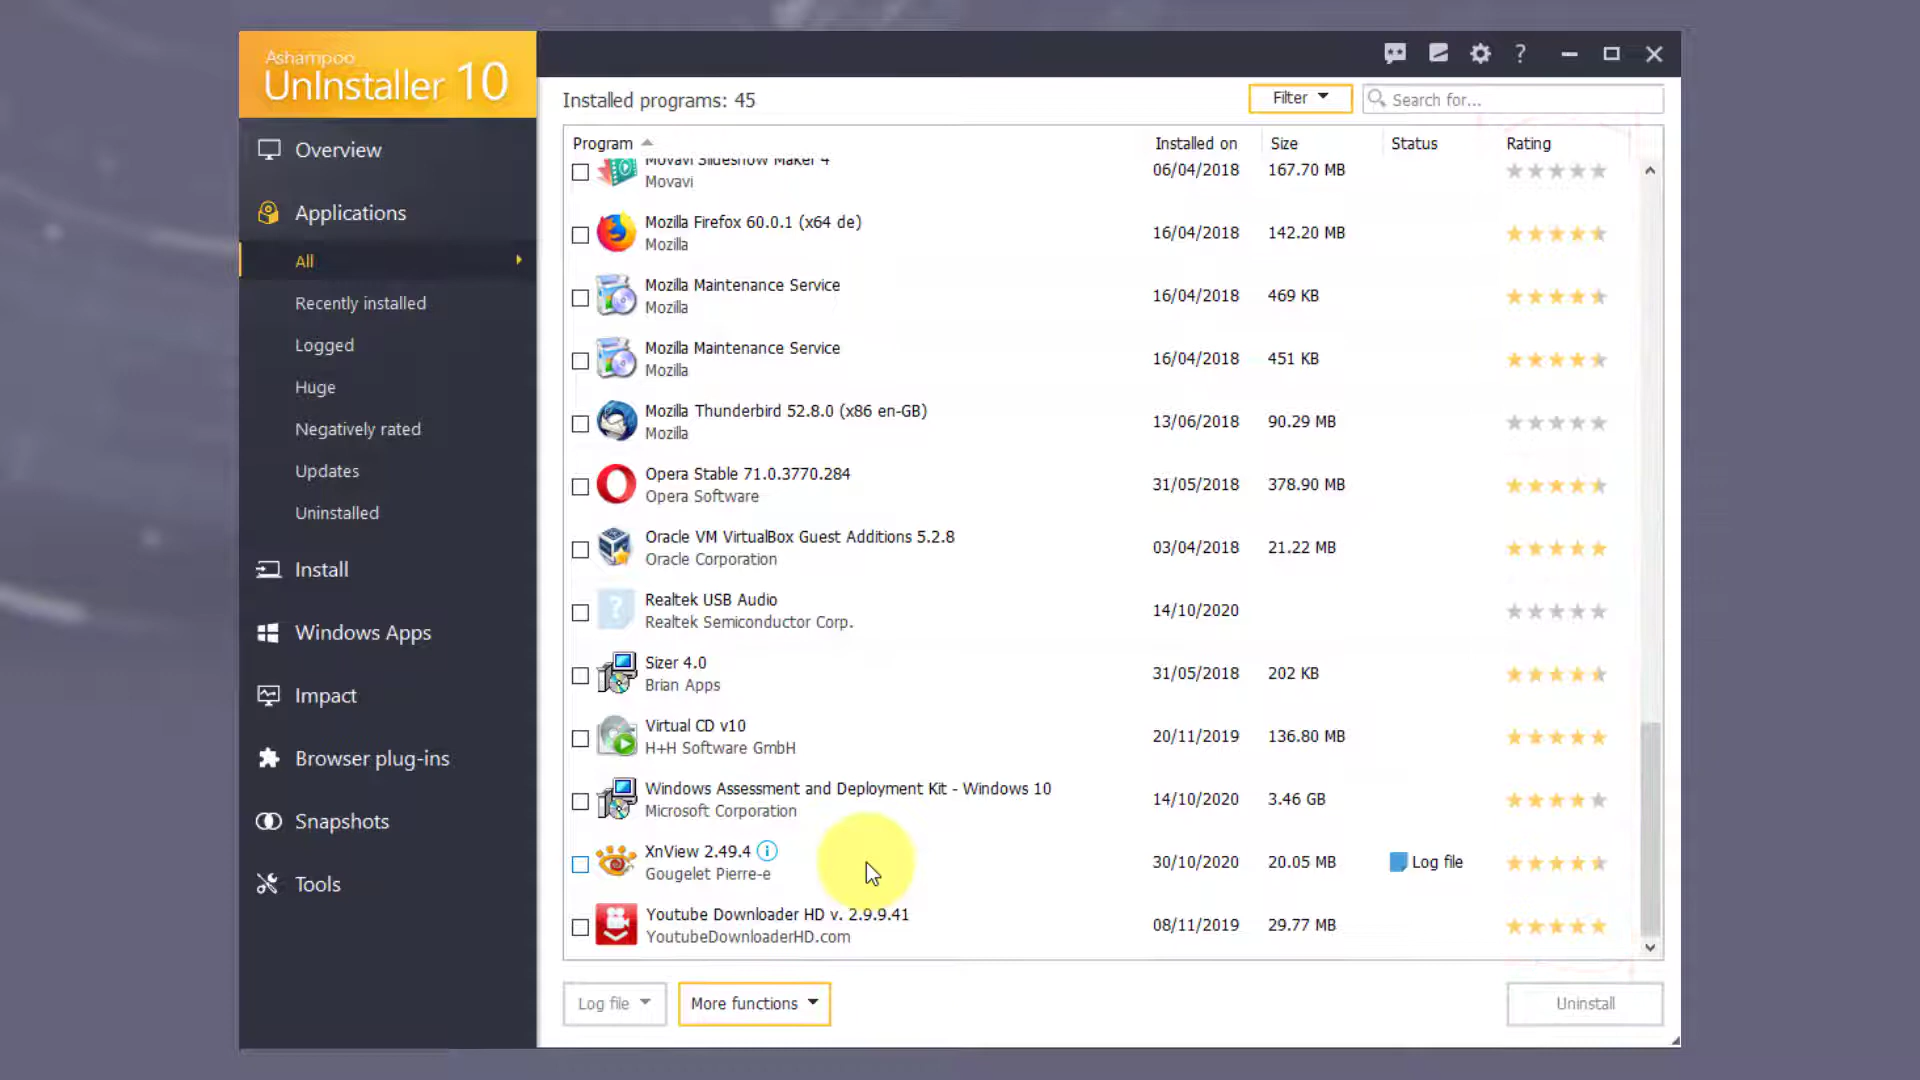 Ashampoo
UnInstaller 10
Installed programs: 45
Filter
Search for...
Overview
Applications
All
Recently installed
Logged
Huge
Negatively rated
Updates
Uninstalled
Install
Windows Apps
Impact
Browser plug-ins
Snapshots
Tools
Program Installed on Size Status Rating
Movavi Slideshow Maker 4
Movavi
06/04/2018 167.70 MB
Mozilla Firefox 60.0.1 (x64 de)
Mozilla
16/04/2018 142.20 MB
Mozilla Maintenance Service
Mozilla
16/04/2018 469 KB
Mozilla Maintenance Service
Mozilla
16/04/2018 451 KB
Mozilla Thunderbird 52.8.0 (x86 en-GB)
Mozilla
13/06/2018 90.29 MB
Opera Stable 71.0.3770.284
Opera Software
31/05/2018 378.90 MB
Oracle VM VirtualBox Guest Additions 5.2.8
Oracle Corporation
03/04/2018 21.22 MB
Realtek USB Audio
Realtek Semiconductor Corp.
14/10/2020
Sizer 4.0
Brian Apps
31/05/2018 202 KB
Virtual CD v10
H+H Software GmbH
20/11/2019 136.80 MB
Windows Assessment and Deployment Kit - Windows 10
Microsoft Corporation
14/10/2020 3.46 GB
XnView 2.49.4
Gougelet Pierre-e
30/10/2020 20.05 MB Log file
Youtube Downloader HD v. 2.9.9.41
YoutubeDownloaderHD.com
08/11/2019 29.77 MB
Log file
More functions
Uninstall